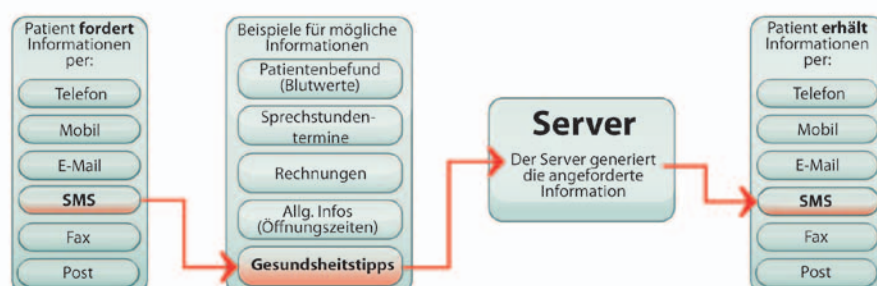 Patient fordert
Informationen
per:
Telefon
Mobil
E-Mail
SMS
Fax
Post
Beispiele für mögliche
Informationen
Patientenbefund
(Blutwerte)
Sprechstunden-
termine
Rechnungen
Allg. Infos
(Öffnungszeiten)
Gesundsheitstipps
Server
Der Server generiert
die angeforderte
Information
Patient erhält
Informationen
per:
Telefon
Mobil
E-Mail
SMS
Fax
Post